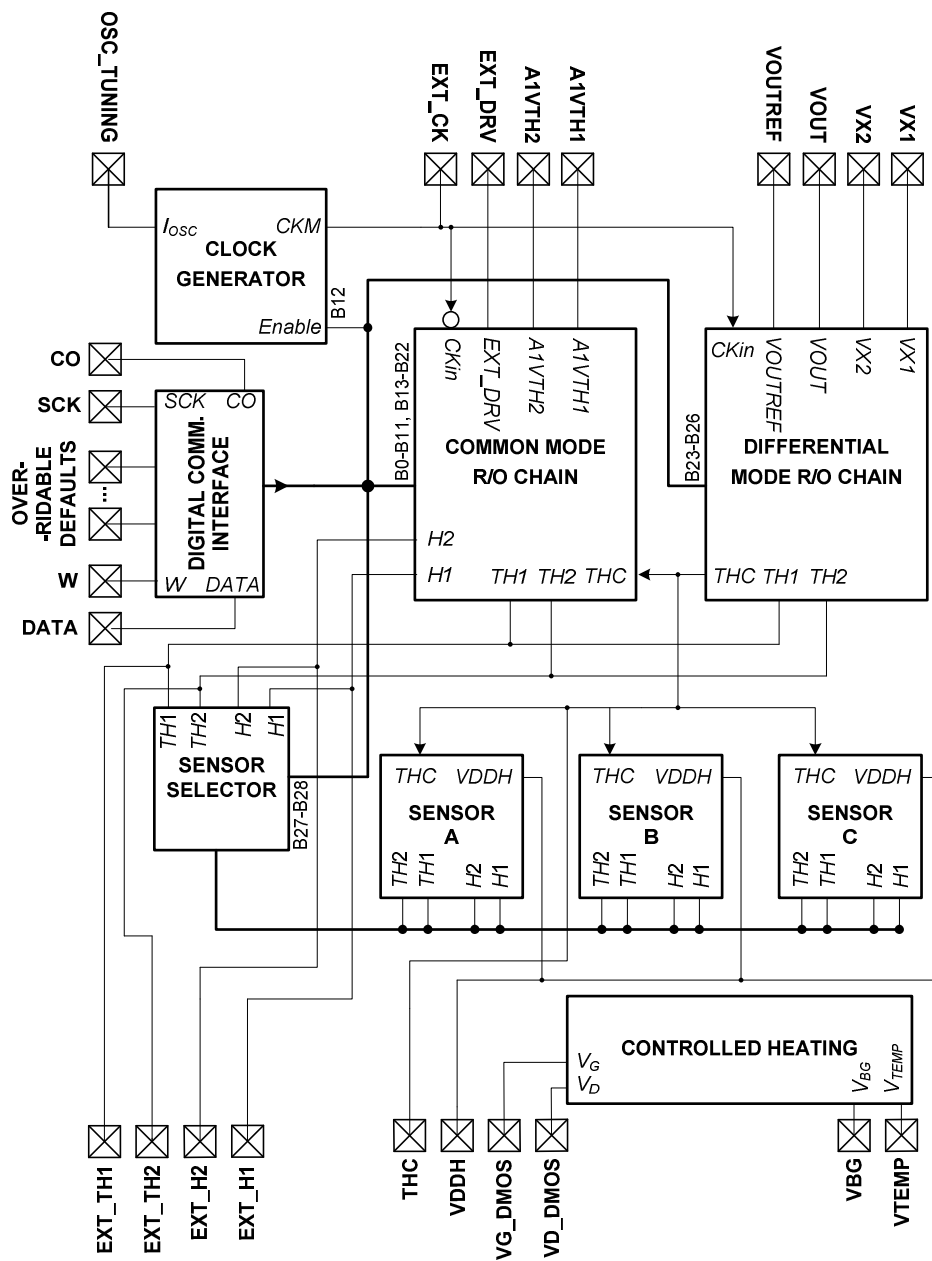 OSC_TUNING
EXT_CK
EXT_DRV
A1VTH2
A1VTH1
VOUTREF
VOUT
VX2
VX1
IOSC
CKM
CLOCK
GENERATOR
Enable
B12
CO
SCK
OVER-
-RIDABLE
DEFAULTS
...
W
DATA
SCK
CO
DIGITAL COMM.
INTERFACE
W
DATA
B0-B11, B13-B22
CKin
EXT_DRV
A1VTH2
A1VTH1
COMMON MODE
R/O CHAIN
H2
H1
TH1
TH2
THC
B23-B26
CKin
VOUTREF
VOUT
VX2
VX1
DIFFERENTIAL
MODE R/O CHAIN
THC
TH1
TH2
TH1
TH2
H2
H1
SENSOR
SELECTOR
B27-B28
THC
VDDH
SENSOR
A
TH2
TH1
H2
H1
THC
VDDH
SENSOR
B
TH2
TH1
H2
H1
THC
VDDH
SENSOR
C
TH2
TH1
H2
H1
CONTROLLED HEATING
VG
VD
VBG
VTEMP
EXT_TH1
EXT_TH2
EXT_H2
EXT_H1
THC
VDDH
VG_DMOS
VD_DMOS
VBG
VTEMP